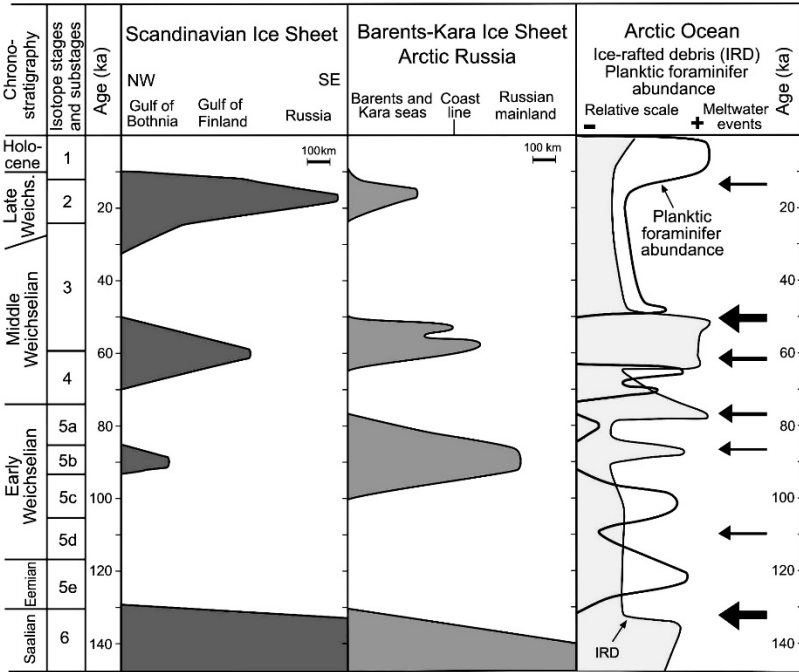 Chrono-
stratigraphy
Isotope stages
and substages
Age (ka)
Scandinavian Ice Sheet
NW
SE
Gulf of
Bothnia
Gulf of
Finland
Russia
100km
Barents-Kara Ice Sheet
Arctic Russia
Barents and
Kara seas
Coast
line
Russian
mainland
100 km
Arctic Ocean
Ice-rafted debris (IRD)
Planktic foraminifer
abundance
Relative scale
- +
Meltwater
events
Age (ka)
Holo-
cene
Late
Weichs.
Middle
Weichselian
Early
Weichselian
Eemian
Saalian
1
2
3
4
5a
5b
5c
5d
5e
6
20
40
60
80
100
120
140
Planktic
foraminifer
abundance
IRD
20
40
60
80
100
120
140